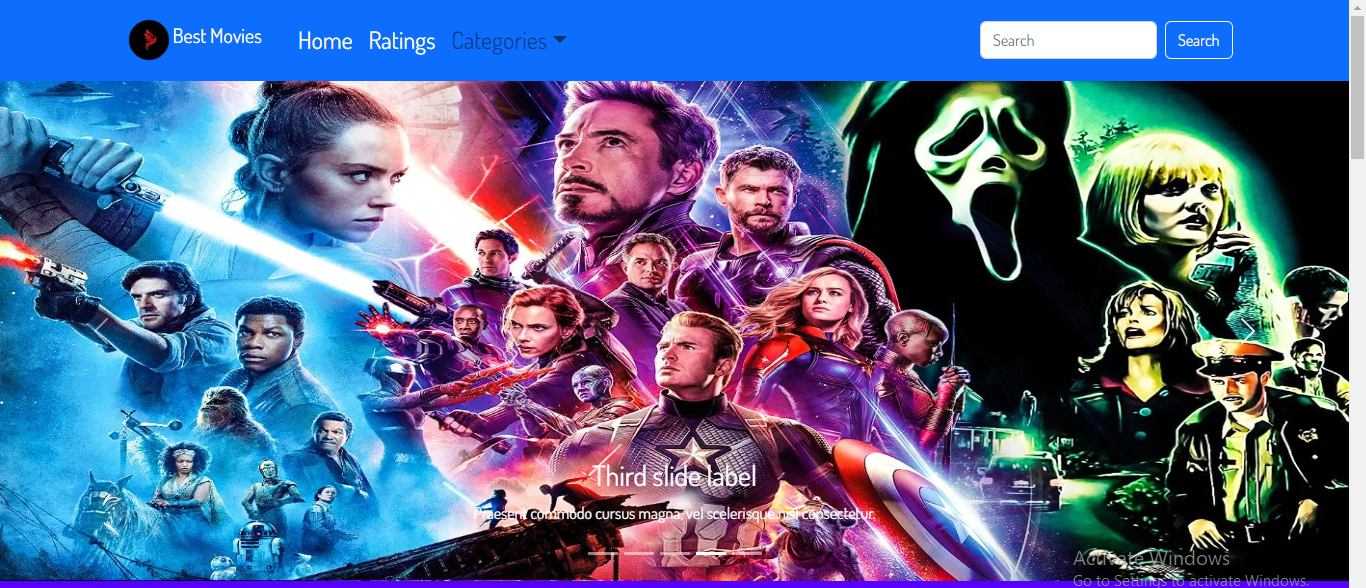 Best Movies
Home
Ratings
Categories
Search
Search
Third slide label
Praesent commodo cursus magna, vel scelerisque nisl consectetur.
Activate Windows
Go to Settings to activate Windows.